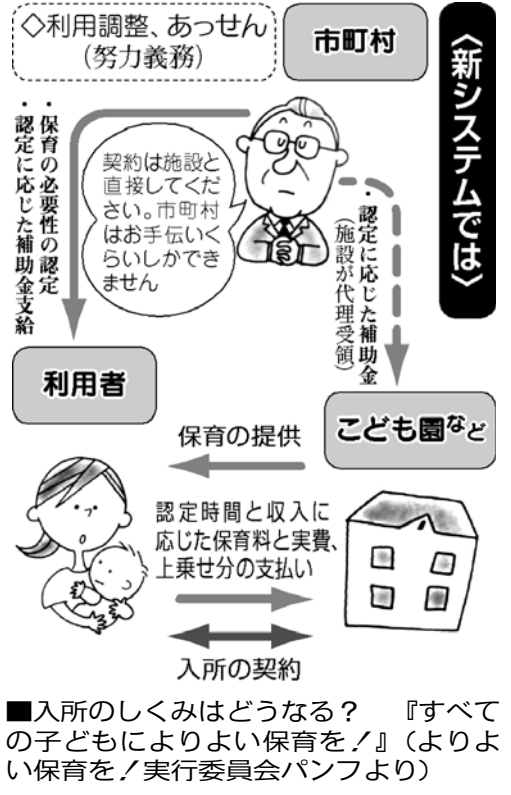 〈新システムでは〉
市町村
◇利用調整、あっせん
(努力義務)
・保育の必要性の認定
・認定に応じた補助金支給
契約は施設と
直接してくだ
さい。市町村
はお手伝いく
らいしかでき
ません
・認定に応じた補助金
(施設が代理受領)
利用者
こども園など
保育の提供
認定時間と収入に
応じた保育料と実費、
上乗せ分の支払い
入所の契約
■入所のしくみはどうなる？　『すべて
の子どもによりよい保育を！』(よりよ
い保育を！実行委員会パンフより)